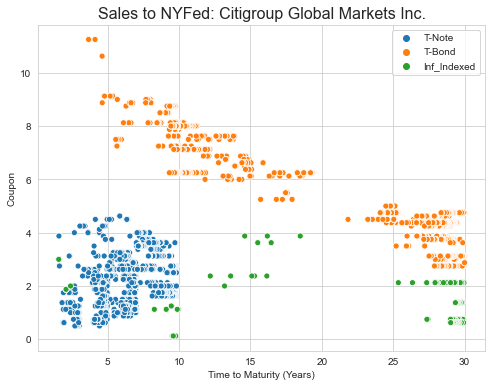 Sales to NYFed: Citigroup Global Markets Inc.
T-Note
T-Bond
Inf_Indexed
Coupon
10
8
6
4
2
0
5
10
15
20
25
30
Time to Maturity (Years)